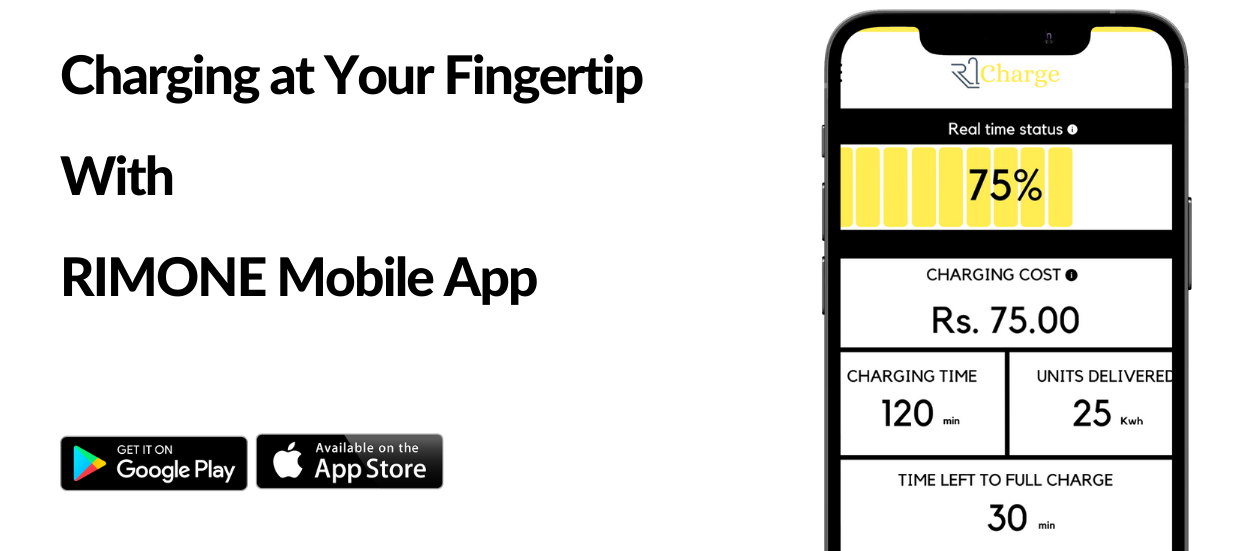 Charging at Your Fingertip
With
RIMONE Mobile App
GET IT ON
Google Play
Available on the
App Store
R1Charge
Real time status
75%
CHARGING COST
Rs. 75.00
CHARGING TIME
120 min
UNITS DELIVERED
25 Kwh
TIME LEFT TO FULL CHARGE
30 min